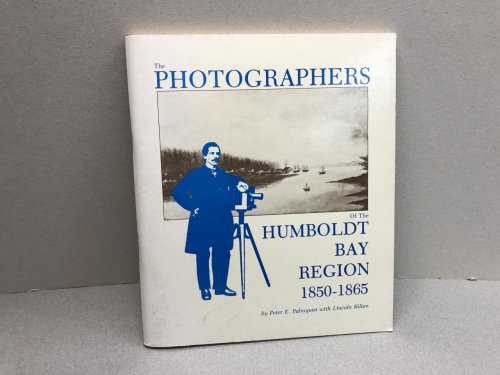 The
PHOTOGRAPHERS
Of The
HUMBOLDT
BAY
REGION
1850-1865
by Peter E. Palmquist with Lincoln Kilian